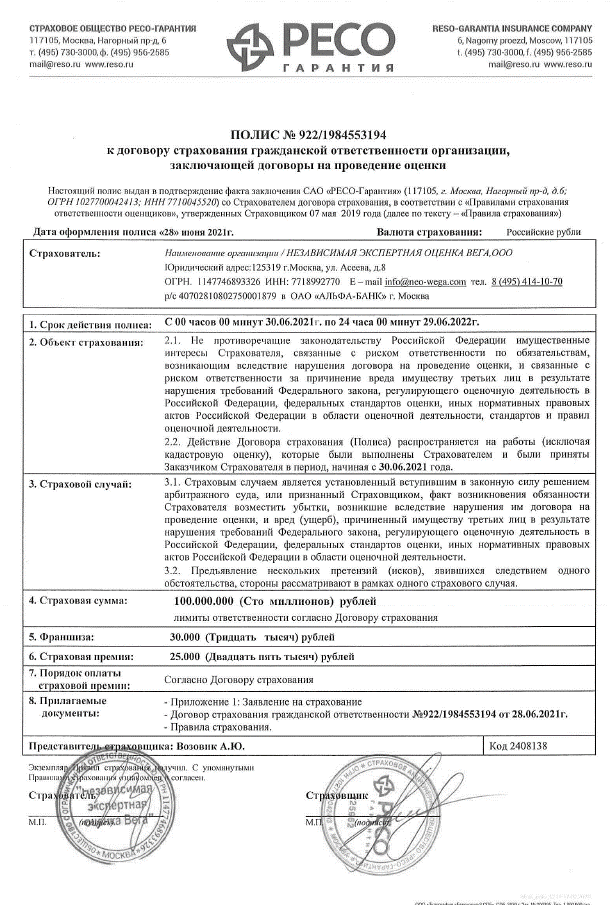 СТРАХОВОЕ ОБЩЕСТВО РЕСО-ГАРАНТИЯ
117105, Москва, Нагорный пр-д, 6
т. (495) 730-3000, ф. (495) 956-2585
mail@reso.ru www.reso.ru
РЕСО
ГАРАНТИЯ
RESO-GARANTIA INSURANCE COMPANY
6, Nagorny proezd, Moscow, 117105
t. (495) 730-3000, f. (495) 956-2585
mail@reso.ru www.reso.ru
ПОЛИС № 922/1984553194
к договору страхования гражданской ответственности организации,
заключающей договоры на проведение оценки
Настоящий полис выдан в подтверждение факта заключения САО «РЕСО-Гарантия» (117105, г. Москва, Нагорный пр-д, д.6;
ОГРН 1027700042413; ИНН 7710045520) со Страхователем договора страхования, в соответствии с «Правилами страхования
ответственности оценщиков», утвержденных Страховщиком 07 мая 2019 года (далее по тексту – «Правила страхования»)
Дата оформления полиса «28» июня 2021г.
Валюта страхования: Российские рубли
Страхователь:
Наименование организации / НЕЗАВИСИМАЯ ЭКСПЕРТНАЯ ОЦЕНКА ВЕГА,ООО
Юридический адрес:125319 г.Москва, ул. Асеева, д.8
ОГРН. 1147746893326 ИНН: 7718992770 E – mail info@neo-wega.com тел. 8 (495) 414-10-70
р/с 40702810802750001879 в ОАО «АЛЬФА-БАНК» г. Москва
1. Срок действия полиса:
С 00 часов 00 минут 30.06.2021г. по 24 часа 00 минут 29.06.2022г.
2. Объект страхования:
2.1. Не противоречащие законодательству Российской Федерации имущественные
интересы Страхователя, связанные с риском ответственности по обязательствам,
возникающим вследствие нарушения договора на проведение оценки, и связанные с
риском ответственности за причинение вреда имуществу третьих лиц в результате
нарушения требований Федерального закона, регулирующего оценочную деятельность в
Российской Федерации, федеральных стандартов оценки, иных нормативных правовых
актов Российской Федерации в области оценочной деятельности, стандартов и правил
оценочной деятельности.
2.2. Действие Договора страхования (Полиса) распространяется на работы (исключая
кадастровую оценку), которые были выполнены Страхователем и были приняты
Заказчиком Страхователя в период, начиная с 30.06.2021 года.
3. Страховой случай:
3.1. Страховым случаем является установленный вступившим в законную силу решением
арбитражного суда, или признанный Страховщиком, факт возникновения обязанности
Страхователя возместить убытки, возникшие вследствие нарушения им договора на
проведение оценки, и вред (ущерб), причиненный имуществу третьих лиц в результате
нарушения требований Федерального закона, регулирующего оценочную деятельность в
Российской Федерации, федеральных стандартов оценки, иных нормативных правовых
актов Российской Федерации в области оценочной деятельности.
3.2. Предъявление нескольких претензий (исков), явившихся следствием одного
обстоятельства, стороны рассматривают в рамках одного страхового случая.
4. Страховая сумма:
100.000.000 (Сто миллионов) рублей
лимиты ответственности согласно Договору страхования
5. Франшиза:
30.000 (Тридцать тысяч) рублей
6. Страховая премия:
25.000 (Двадцать пять тысяч) рублей
7. Порядок оплаты
страховой премии:
Согласно Договору страхования
8. Прилагаемые
документы:
- Приложение 1: Заявление на страхование
- Договор страхования гражданской ответственности №922/1984553194 от 28.06.2021г.
- Правила страхования.
Представитель страховщика: Возовик А.Ю.
Код 2408138
Экземпляр Правил страхования получил. С упомянутыми
Правилами страхования ознакомлен и согласен.
Страхователь
Страховщик
М.П. (подпись)
М.П. (подпись)
"Независимая
экспертная
оценка Вега"
МОСКВА
РЕСО